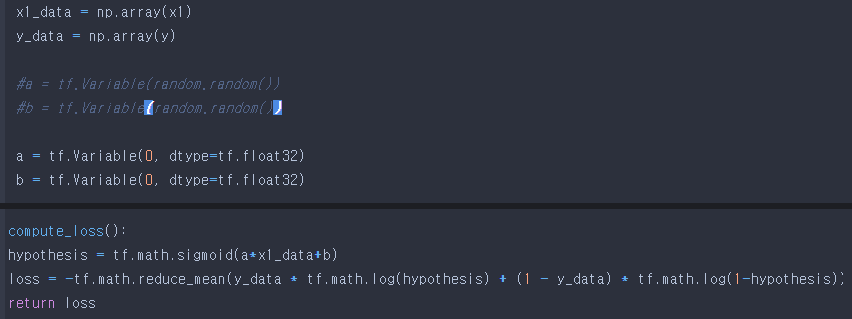 x1_data = np.array(x1)
y_data = np.array(y)
#a = tf.Variable(random.random())
#b = tf.Variable(random.random())
a = tf.Variable(0, dtype=tf.float32)
b = tf.Variable(0, dtype=tf.float32)
compute_loss():
hypothesis = tf.math.sigmoid(a*x1_data+b)
loss = -tf.math.reduce_mean(y_data * tf.math.log(hypothesis) + (1 - y_data) * tf.math.log(1-hypothesis))
return loss